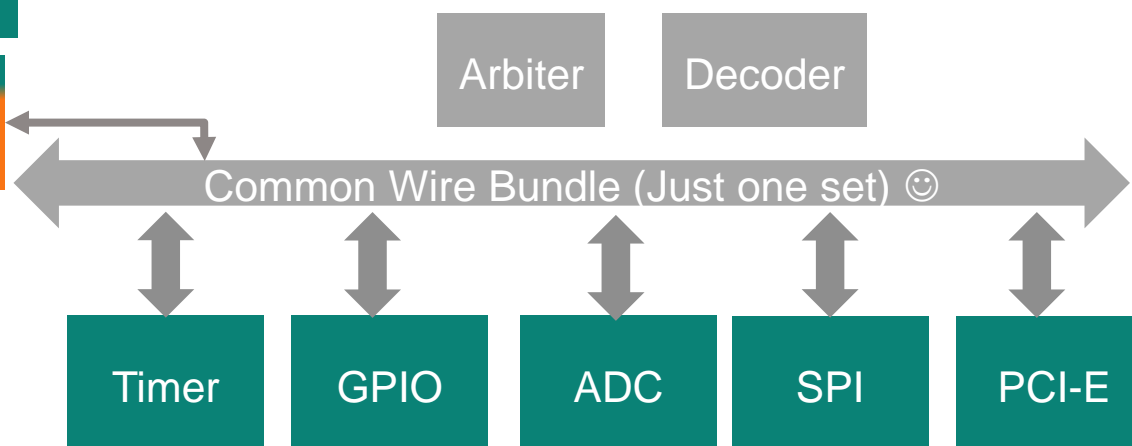 Arbiter
Decoder
Common Wire Bundle (Just one set) ☺
Timer
GPIO
ADC
SPI
PCI-E